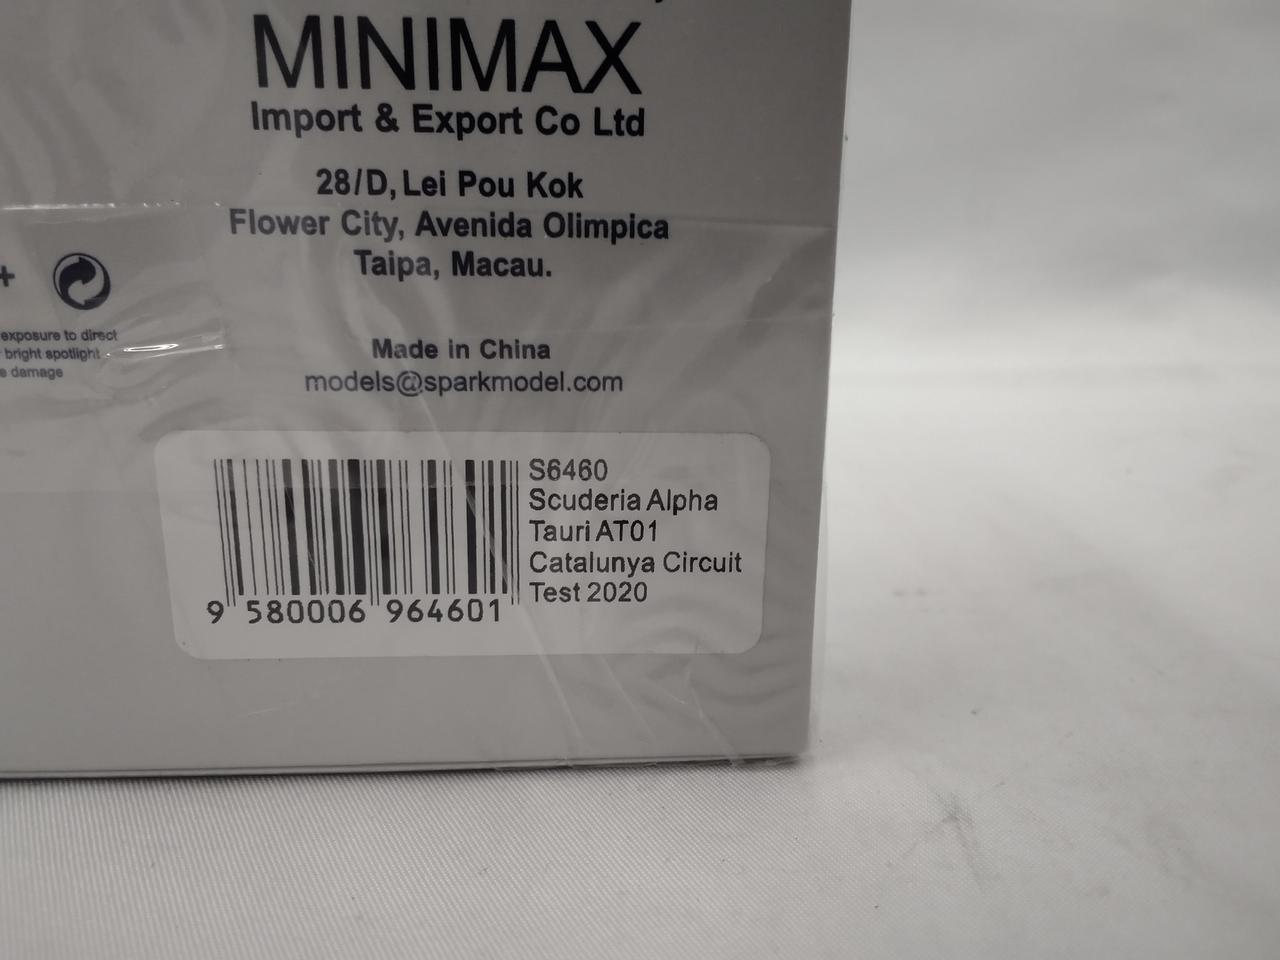 MINIMAX
Import & Export Co Ltd
28/D, Lei Pou Kok
Flower City, Avenida Olimpica
Taipa, Macau.
+
exposure to direct
bright spotlight
damage
Made in China
models@sparkmodel.com
S6460
Scuderia Alpha
Tauri AT01
Catalunya Circuit
Test 2020
9 580006 964601